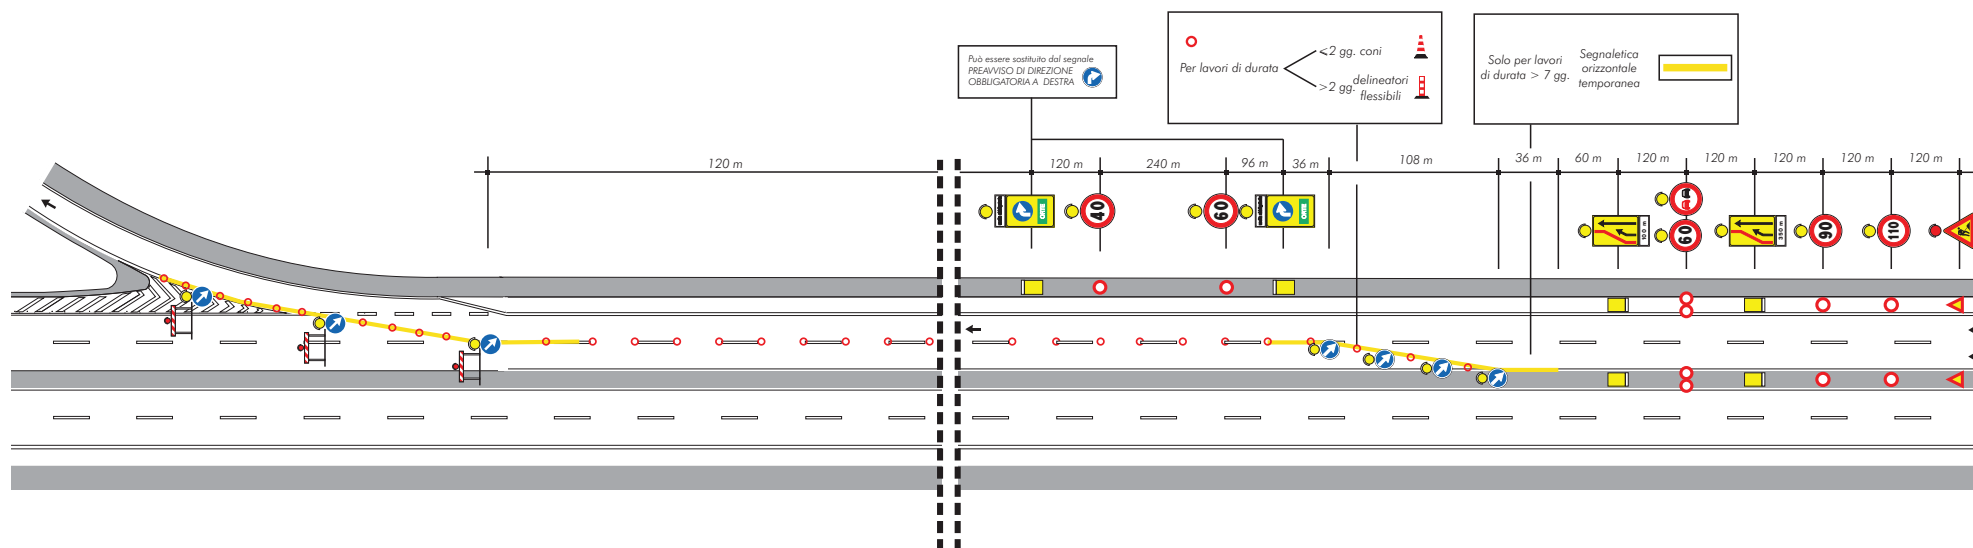 Può essere sostituito dal segnale
PREAVVISO DI DIREZIONE
OBBLIGATORIA A DESTRA
Per lavori di durata
<2 gg. coni
>2 gg. delineatori
flessibili
Solo per lavori
di durata > 7 gg.
Segnaletica
orizzontale
temporanea
120 m
120 m
240 m
96 m
36 m
108 m
36 m
60 m
120 m
120 m
120 m
120 m
120 m
40
60
100 m
60
350 m
90
110